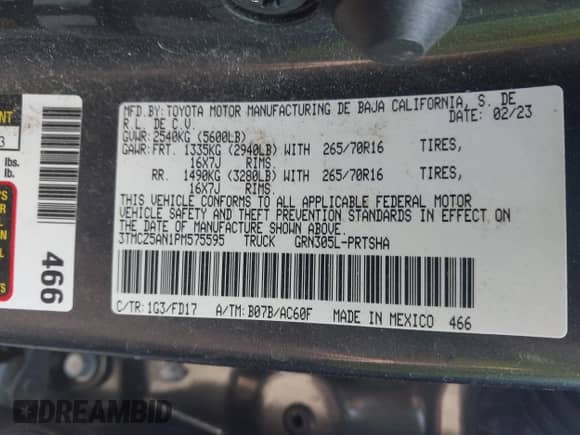 MFD.BY: TOYOTA MOTOR MANUFACTURING DE BAJA CALIFORNIA, S. DE
R.L. DE C.V. DATE: 02/23
GVWR: 2540KG (5600LB)
GAWR: FRT. 1335KG (2940LB) WITH 265/70R16 TIRES,
16X7J RIMS.
RR. 1490KG (3280LB) WITH 265/70R16 TIRES,
16X7J RIMS.
THIS VEHICLE CONFORMS TO ALL APPLICABLE FEDERAL MOTOR
VEHICLE SAFETY AND THEFT PREVENTION STANDARDS IN EFFECT ON
THE DATE OF MANUFACTURE SHOWN ABOVE.
3TMCZ5AN1PM575595 TRUCK GRN305L-PRTSHA
C/TR: 1G3/FD17 A/TM: B07B/AC60F MADE IN MEXICO 466
3
lbs.
lb.
466
DREAMBID